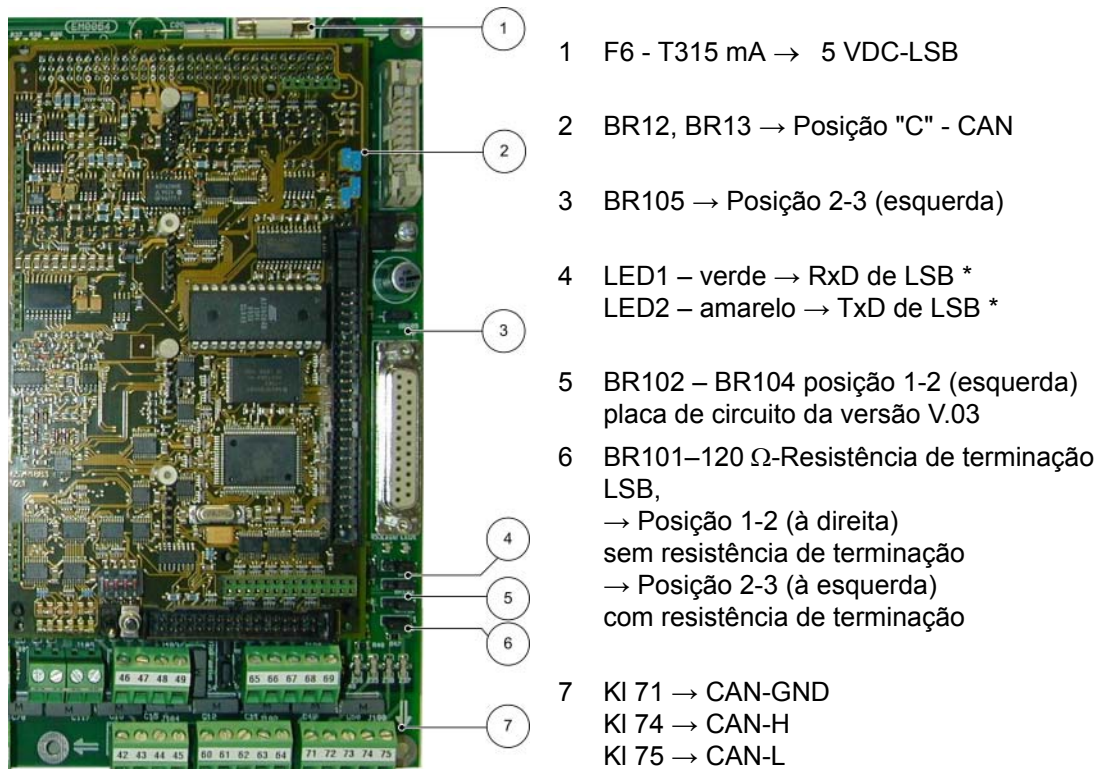 EM0064
1
2
3
4
5
6
7
46 47 48 49
65 66 67 68 69
42 43 44 45
60 61 62 63 64
71 72 73 74 75
1 F6 - T315 mA → 5 VDC-LSB
2 BR12, BR13 → Posição "C" - CAN
3 BR105 → Posição 2-3 (esquerda)
4 LED1 – verde → RxD de LSB *
LED2 – amarelo → TxD de LSB *
5 BR102 – BR104 posição 1-2 (esquerda)
placa de circuito da versão V.03
6 BR101–120 Ω-Resistência de terminação
LSB,
→ Posição 1-2 (à direita)
sem resistência de terminação
→ Posição 2-3 (à esquerda)
com resistência de terminação
7 Kl 71 → CAN-GND
Kl 74 → CAN-H
Kl 75 → CAN-L